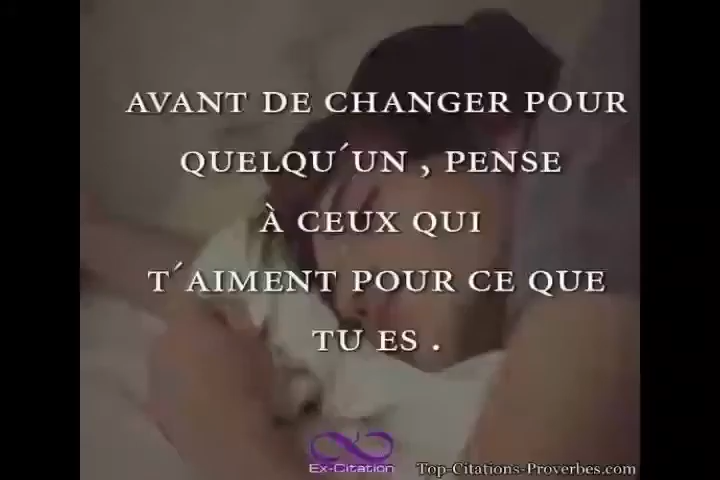 AVANT DE CHANGER POUR
QUELQU´UN , PENSE
À CEUX QUI
T´AIMENT POUR CE QUE
TU ES .
Ex-Citation
Top-Citations-Proverbes.com